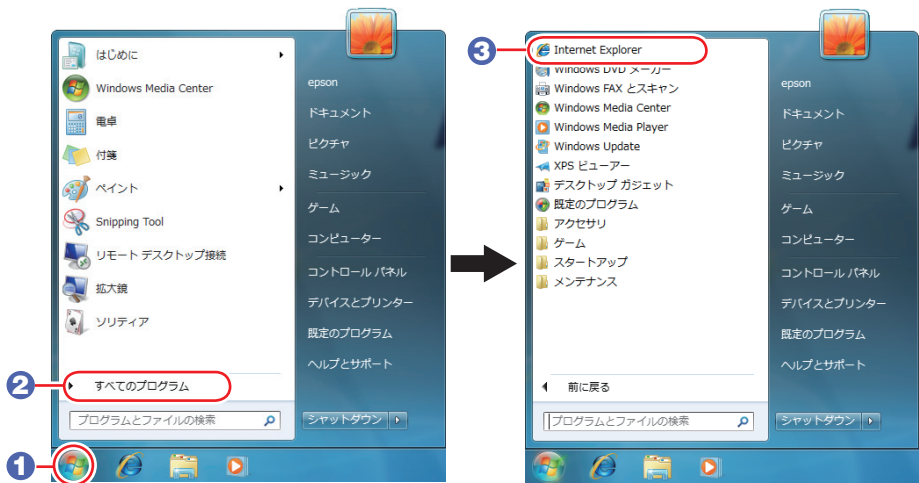 はじめに
Windows Media Center
電卓
付箋
ペイント
Snipping Tool
リモート デスクトップ接続
拡大鏡
ソリティア
2
すべてのプログラム
プログラムとファイルの検索
1
epson
ドキュメント
ピクチャ
ミュージック
ゲーム
コンピューター
コントロール パネル
デバイスとプリンター
既定のプログラム
ヘルプとサポート
シャットダウン
3
Internet Explorer
Windows DVD メーカー
Windows FAX とスキャン
Windows Media Center
Windows Media Player
Windows Update
XPS ビューアー
デスクトップ ガジェット
既定のプログラム
アクセサリ
ゲーム
スタートアップ
メンテナンス
前に戻る
プログラムとファイルの検索
epson
ドキュメント
ピクチャ
ミュージック
ゲーム
コンピューター
コントロール パネル
デバイスとプリンター
既定のプログラム
ヘルプとサポート
シャットダウン